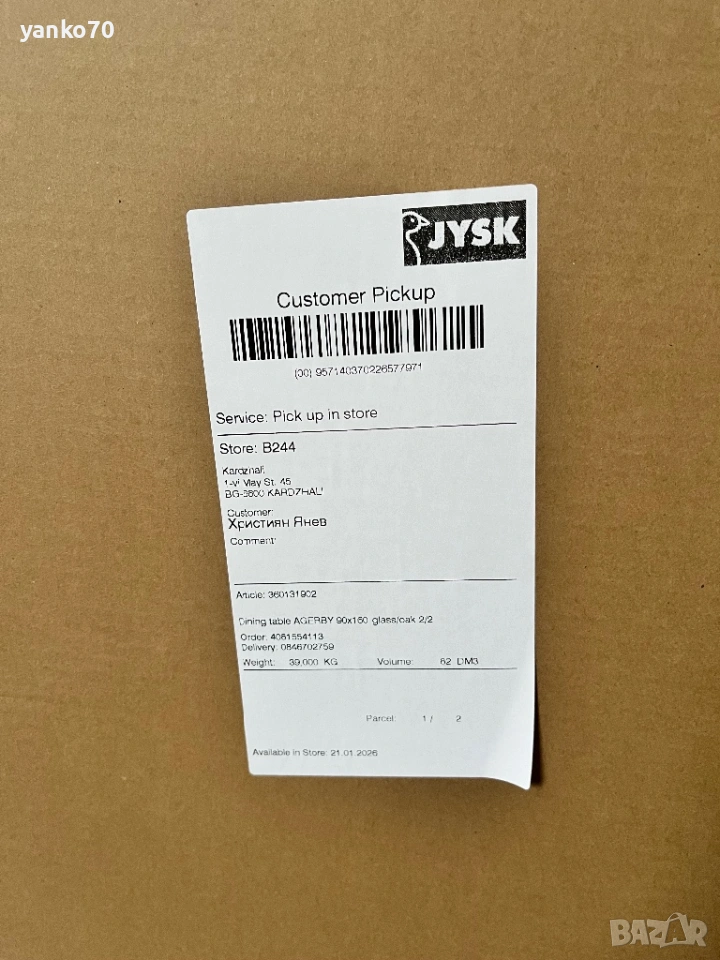 yanko70
JYSK
Customer Pickup
(00) 957140370226577971
Service: Pick up in store
Store: B244
Kardzhali
1-vi May St. 45
BG-6600 KARDZHALI
Customer:
Християн Янев
Comment:
Article: 360131902
Dining table AGERBY 90x160 glass/oak 2/2
Order: 4061554113
Delivery: 0846702759
Weight: 39,000 KG Volume: 62 DM3
Parcel: 1 / 2
Available in Store: 21.01.2026
BAZAR